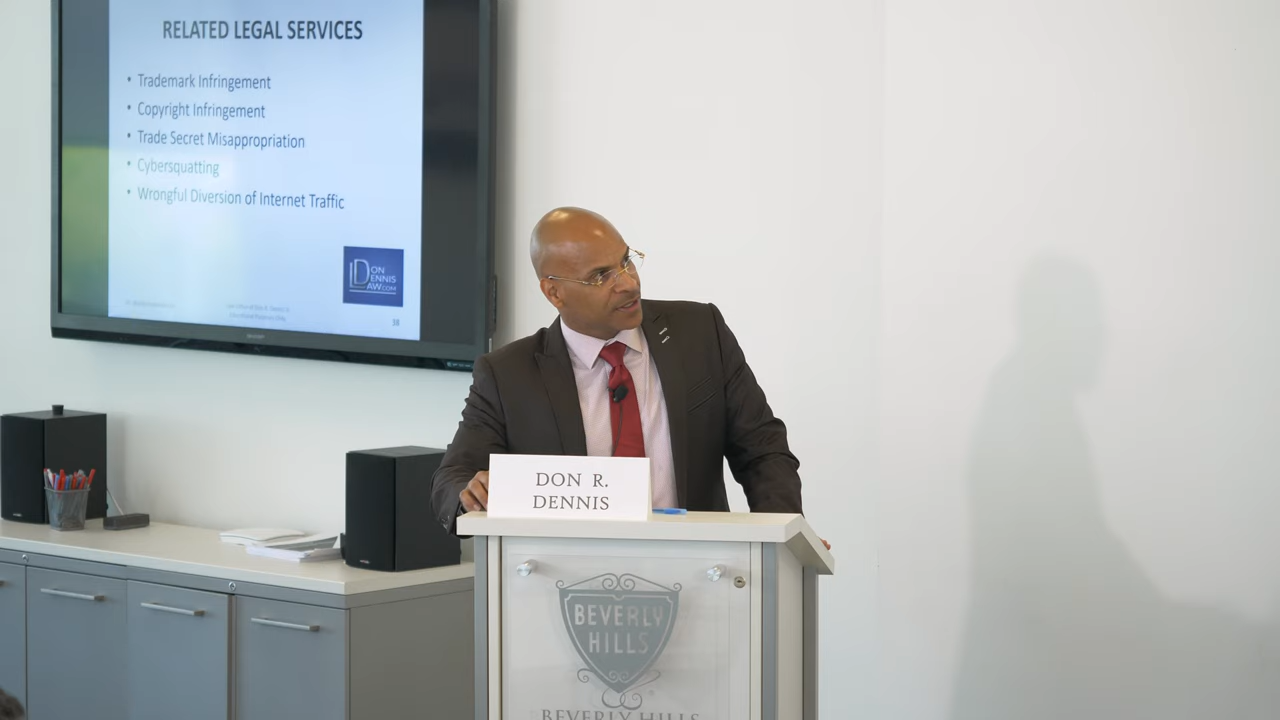 RELATED LEGAL SERVICES
• Trademark Infringement
• Copyright Infringement
• Trade Secret Misappropriation
• Cybersquatting
• Wrongful Diversion of Internet Traffic
DON
DENNIS
LAW.COM
38
SHARP
DON R.
DENNIS
BEVERLY
HILLS
BEVERLY HILLS